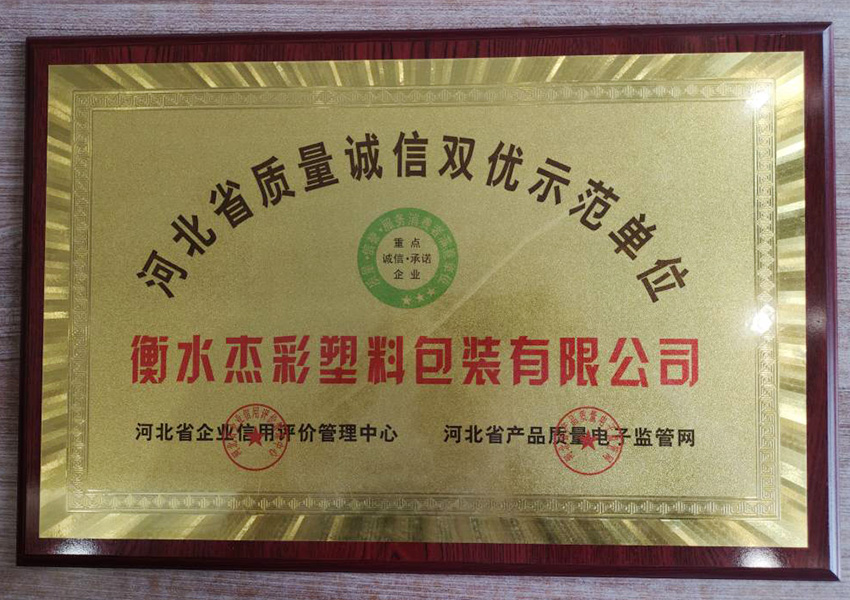 河北省质量诚信双优示范单位
重点
诚信·承诺
企业
衡水杰彩塑料包装有限公司
河北省企业信用评价管理中心
河北省产品质量电子监管网